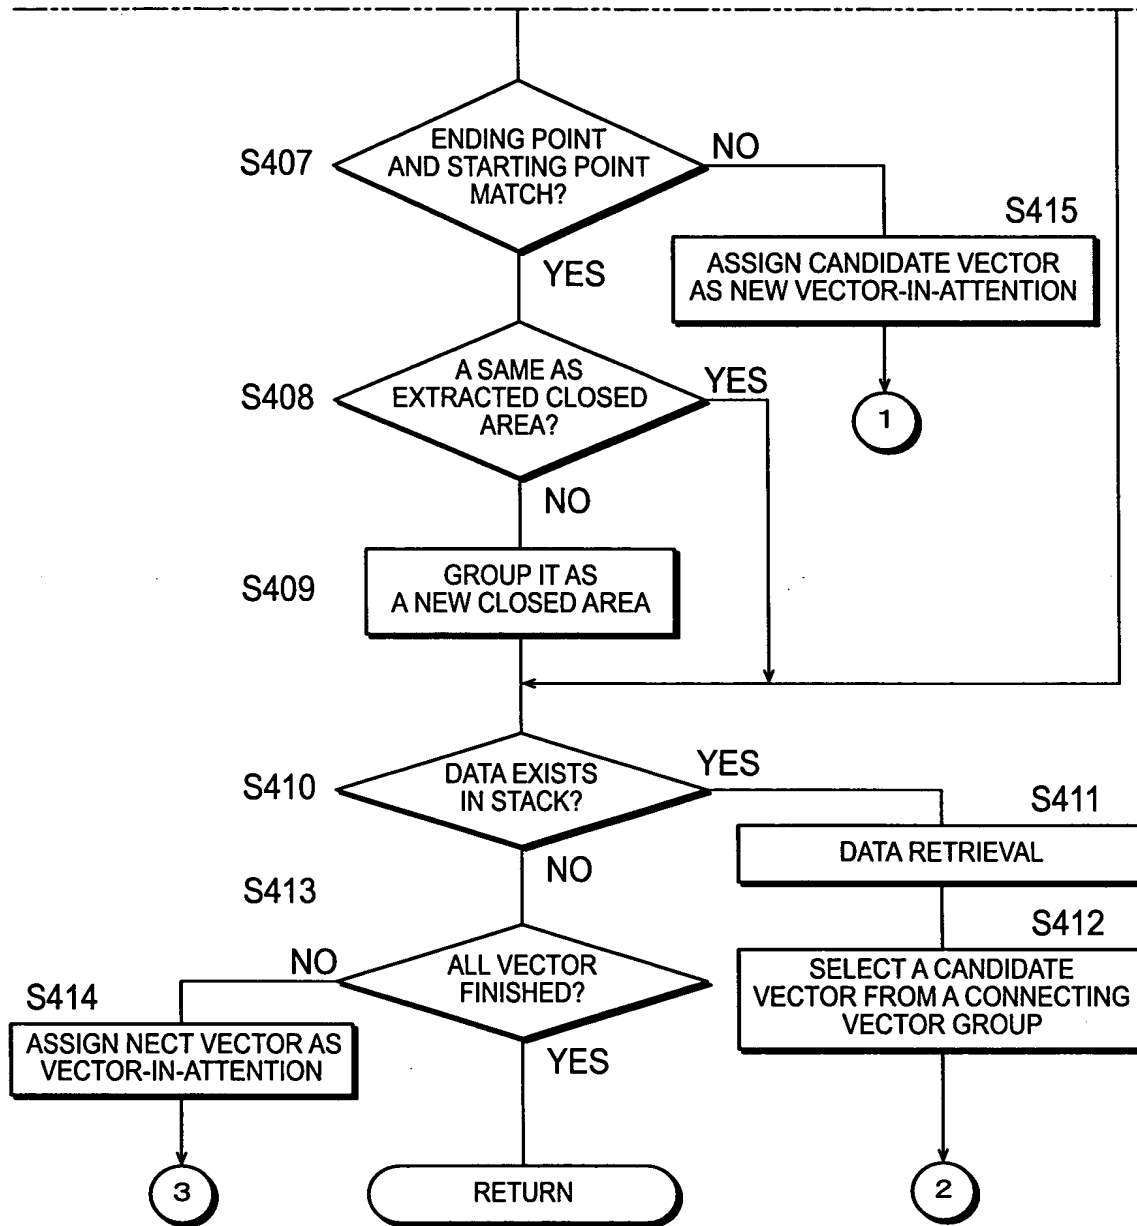 S407
ENDING POINT
AND STARTING POINT
MATCH?
NO
YES
S415
ASSIGN CANDIDATE VECTOR
AS NEW VECTOR-IN-ATTENTION
1
S408
A SAME AS
EXTRACTED CLOSED
AREA?
YES
NO
S409
GROUP IT AS
A NEW CLOSED AREA
S410
DATA EXISTS
IN STACK?
YES
NO
S411
DATA RETRIEVAL
S412
SELECT A CANDIDATE
VECTOR FROM A CONNECTING
VECTOR GROUP
2
S413
ALL VECTOR
FINISHED?
NO
YES
S414
ASSIGN NECT VECTOR AS
VECTOR-IN-ATTENTION
3
RETURN